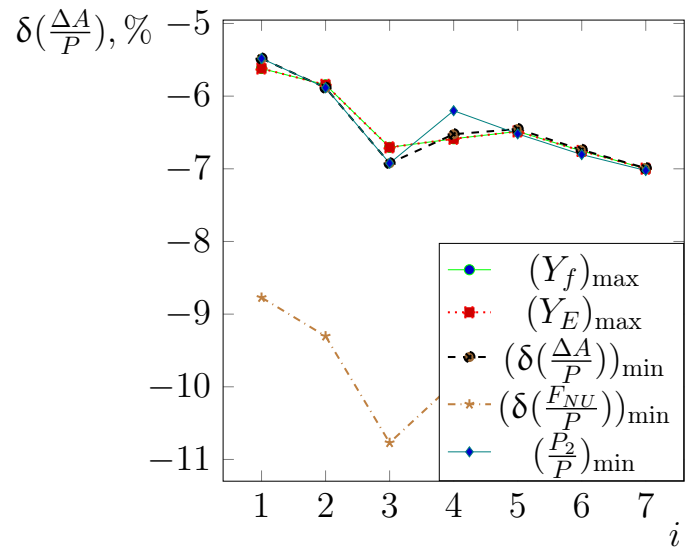 δ(ΔA/P), %
−5
−6
−7
−8
−9
−10
−11
(Y_f)_max
(Y_E)_max
(δ(ΔA/P))_min
(δ(F_NU/P))_min
(P_2/P)_min
1 2 3 4 5 6 7
i